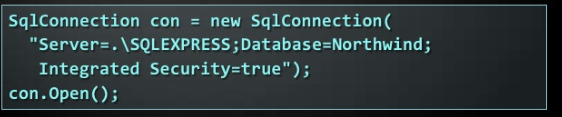 SqlConnection con = new SqlConnection(
"Server=.\SQLEXPRESS;Database=Northwind;
Integrated Security=true");
con.Open();